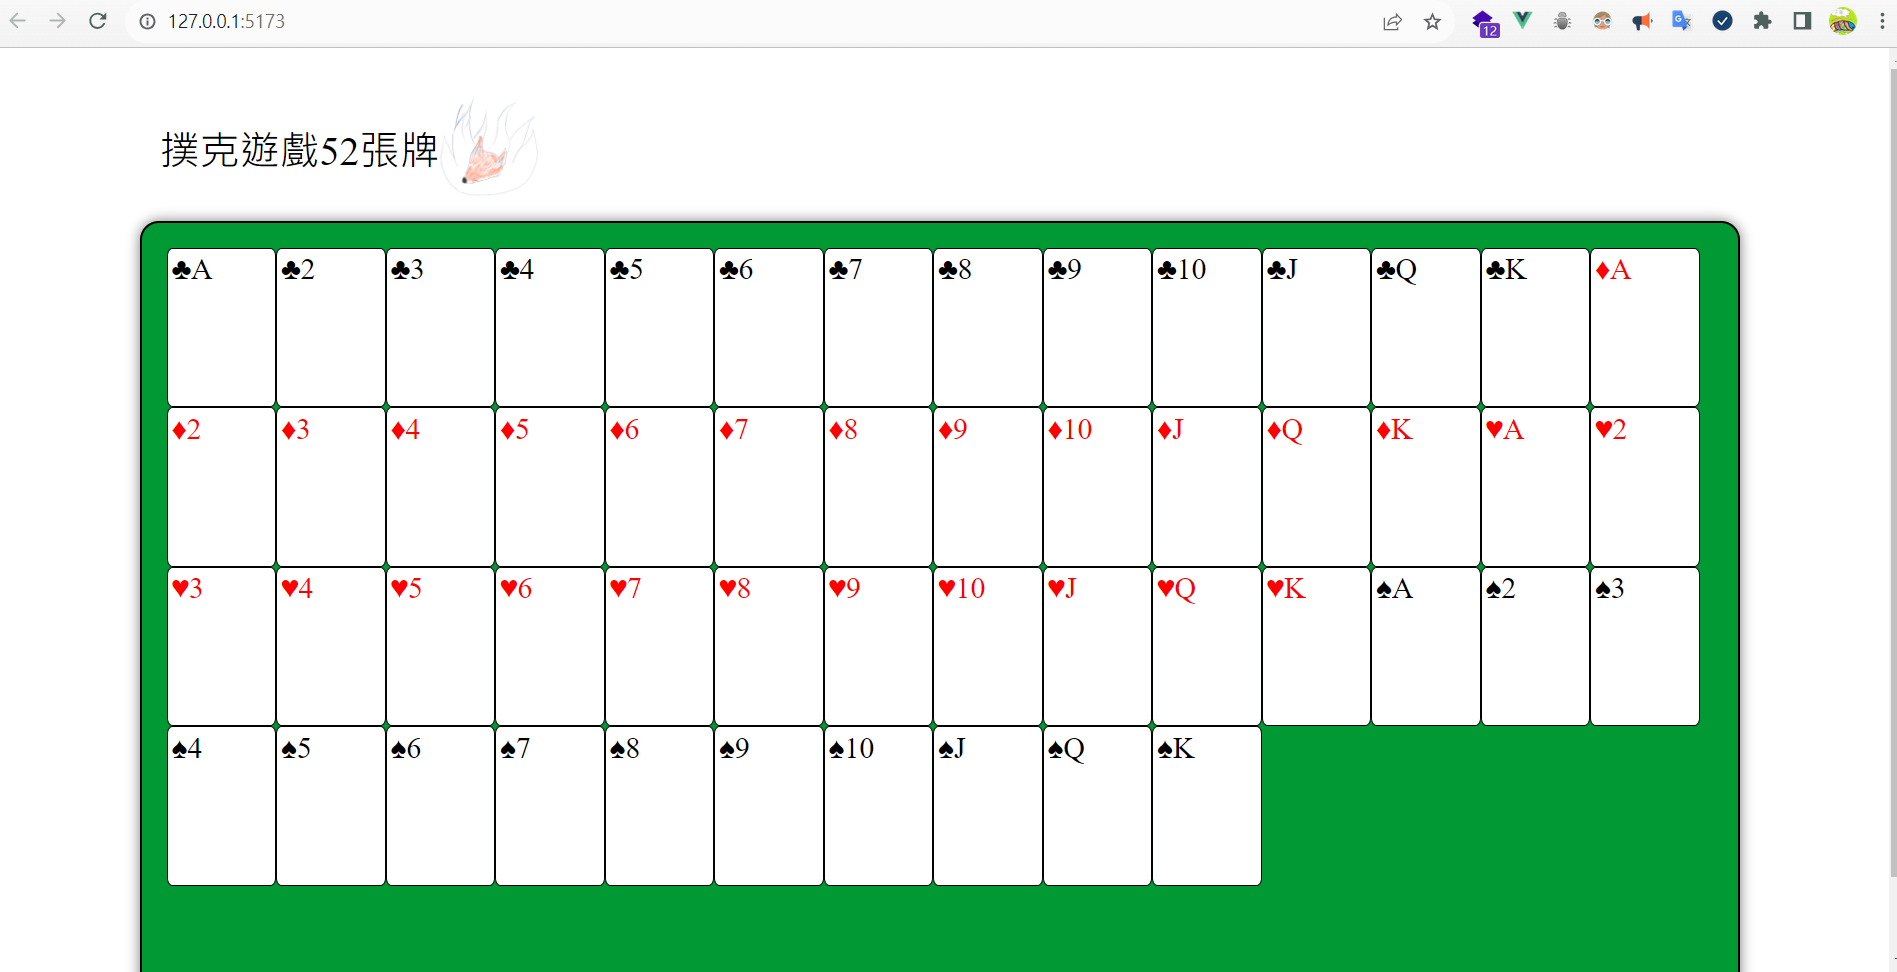 127.0.0.1:5173
12
撲克遊戲52張牌
♣A ♣2 ♣3 ♣4 ♣5 ♣6 ♣7 ♣8 ♣9 ♣10 ♣J ♣Q ♣K ♦A
♦2 ♦3 ♦4 ♦5 ♦6 ♦7 ♦8 ♦9 ♦10 ♦J ♦Q ♦K ♥A ♥2
♥3 ♥4 ♥5 ♥6 ♥7 ♥8 ♥9 ♥10 ♥J ♥Q ♥K ♠A ♠2 ♠3
♠4 ♠5 ♠6 ♠7 ♠8 ♠9 ♠10 ♠J ♠Q ♠K